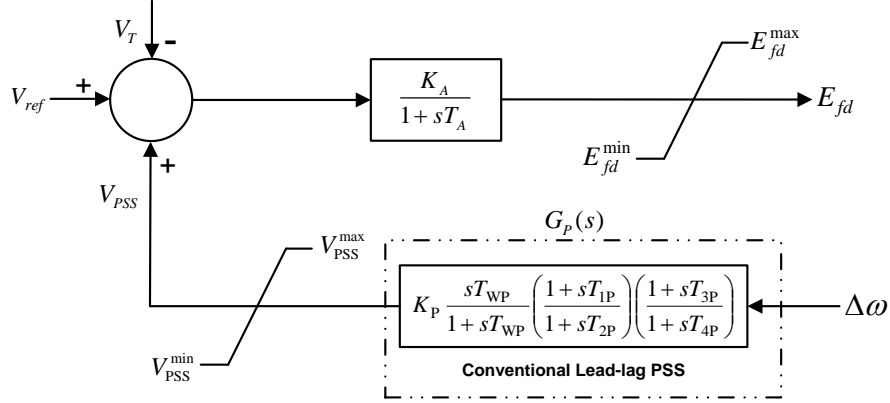 V_T
-
V_ref
+
K_A
1 + sT_A
E_fd^max
E_fd
E_fd^min
+
V_PSS
G_P(s)
V_PSS^max
K_P sT_WP / 1 + sT_WP (1 + sT_1P / 1 + sT_2P) (1 + sT_3P / 1 + sT_4P)
Δω
V_PSS^min
Conventional Lead-lag PSS